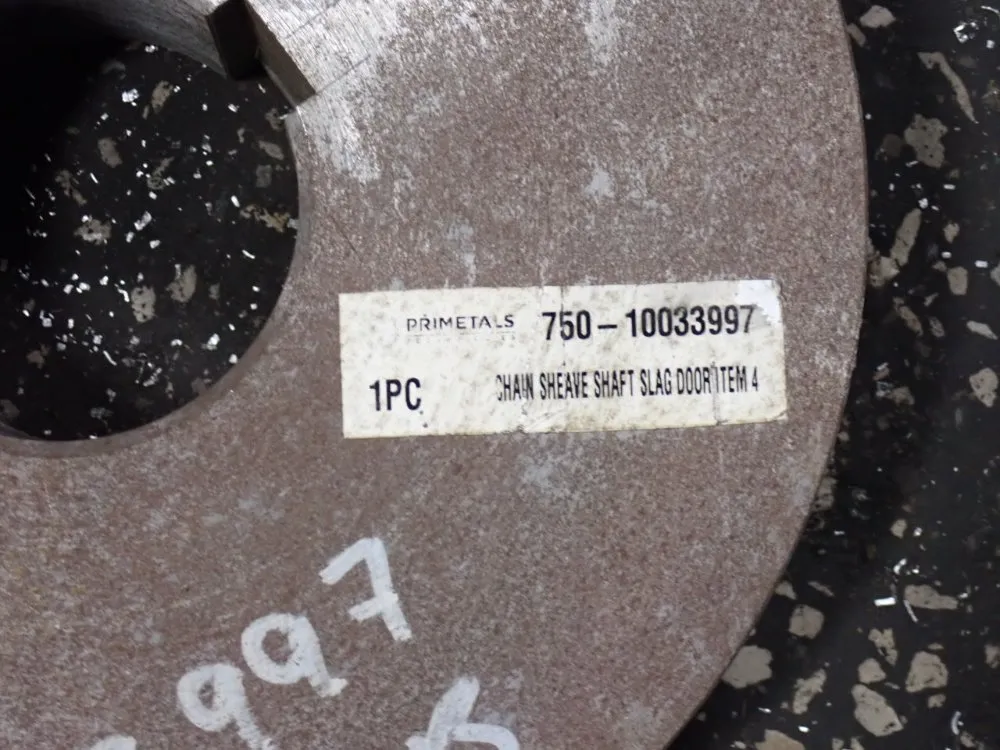 PRIMETALS 750-10033997
1PC CHAIN SHEAVE SHAFT SLAG DOOR ITEM 4
997